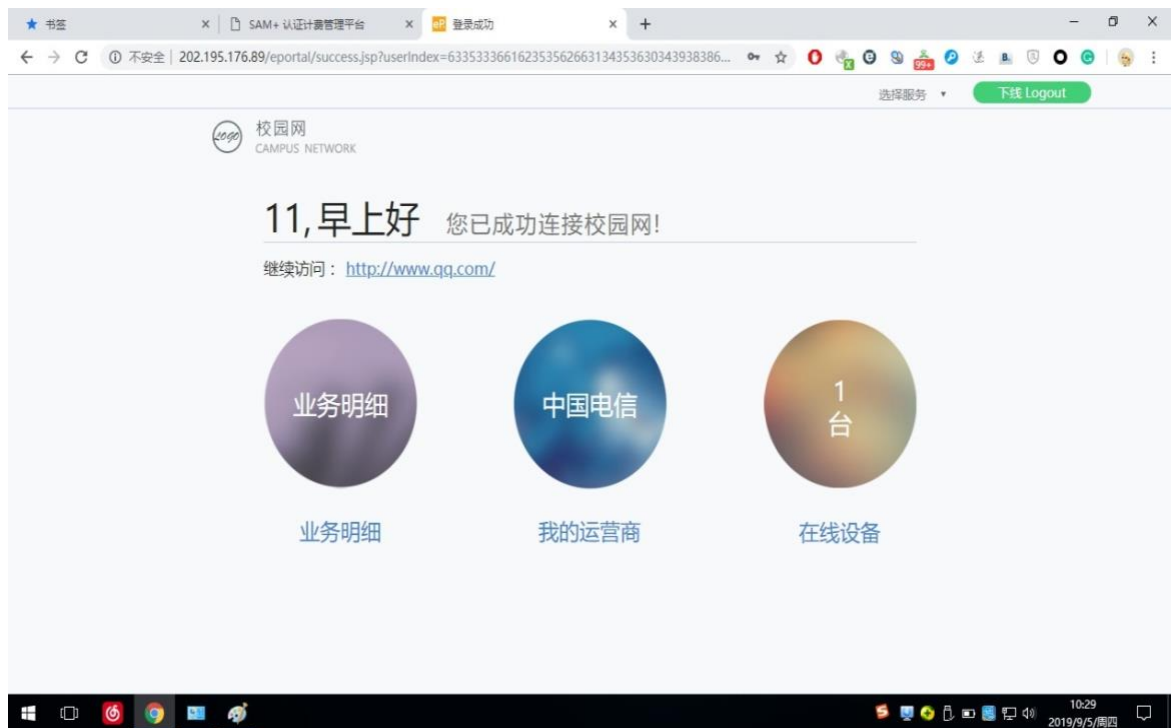 书签
SAM+ 认证计费管理平台
登录成功
不安全 | 202.195.176.89/eportal/success.jsp?userIndex=
选择服务
下线 Logout
LOGO
校园网
CAMPUS NETWORK
11,早上好 您已成功连接校园网!
继续访问： http://www.qq.com/
业务明细
中国电信
1
台
业务明细
我的运营商
在线设备
99+
10:29
2019/9/5/周四